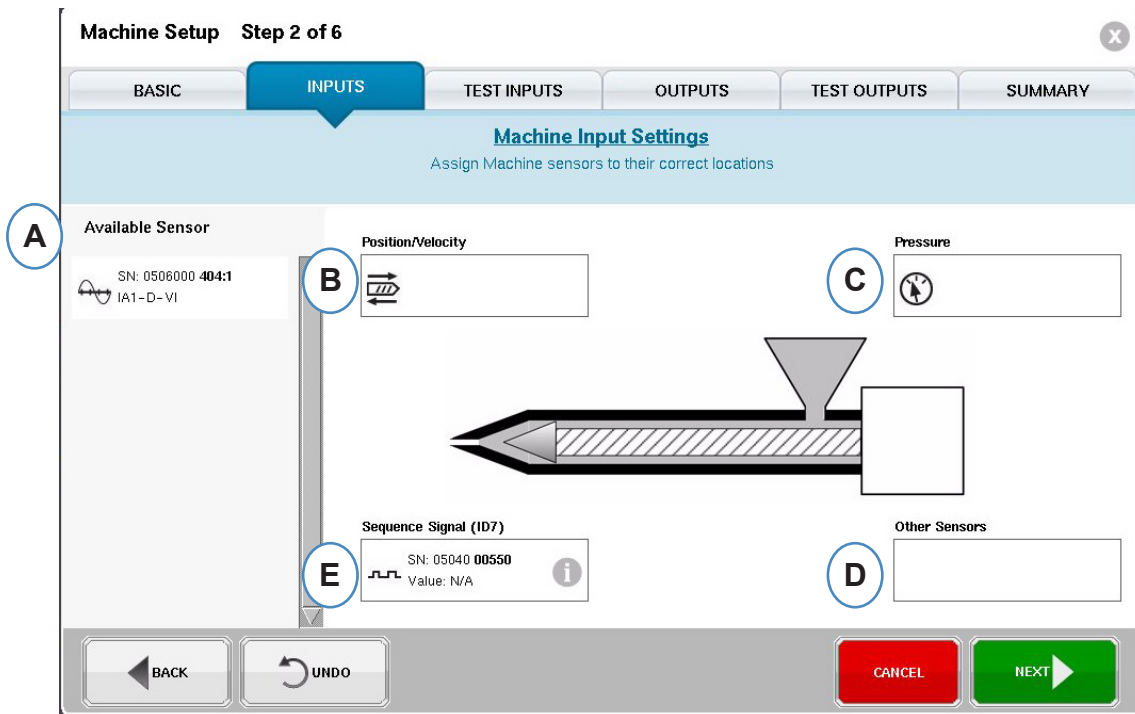 Machine Setup Step 2 of 6
X
BASIC
INPUTS
TEST INPUTS
OUTPUTS
TEST OUTPUTS
SUMMARY
Machine Input Settings
Assign Machine sensors to their correct locations
A
Available Sensor
SN: 0506000 404:1
IA1-D-VI
B
Position/Velocity
C
Pressure
E
Sequence Signal (ID7)
SN: 05040 00550
Value: N/A
i
D
Other Sensors
BACK
UNDO
CANCEL
NEXT